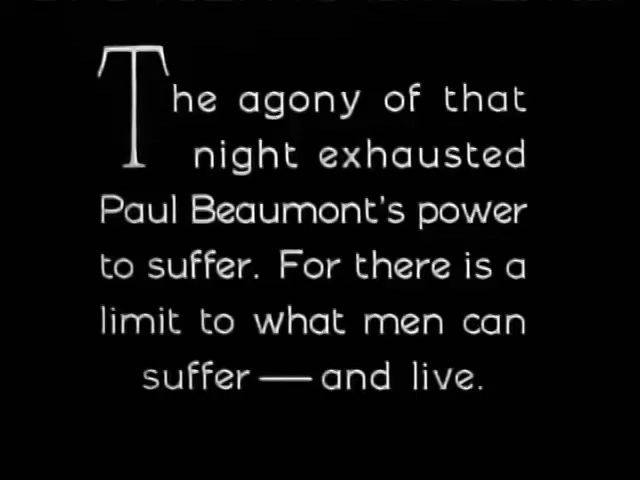 The agony of that
night exhausted
Paul Beaumont's power
to suffer. For there is a
limit to what men can
suffer — and live.